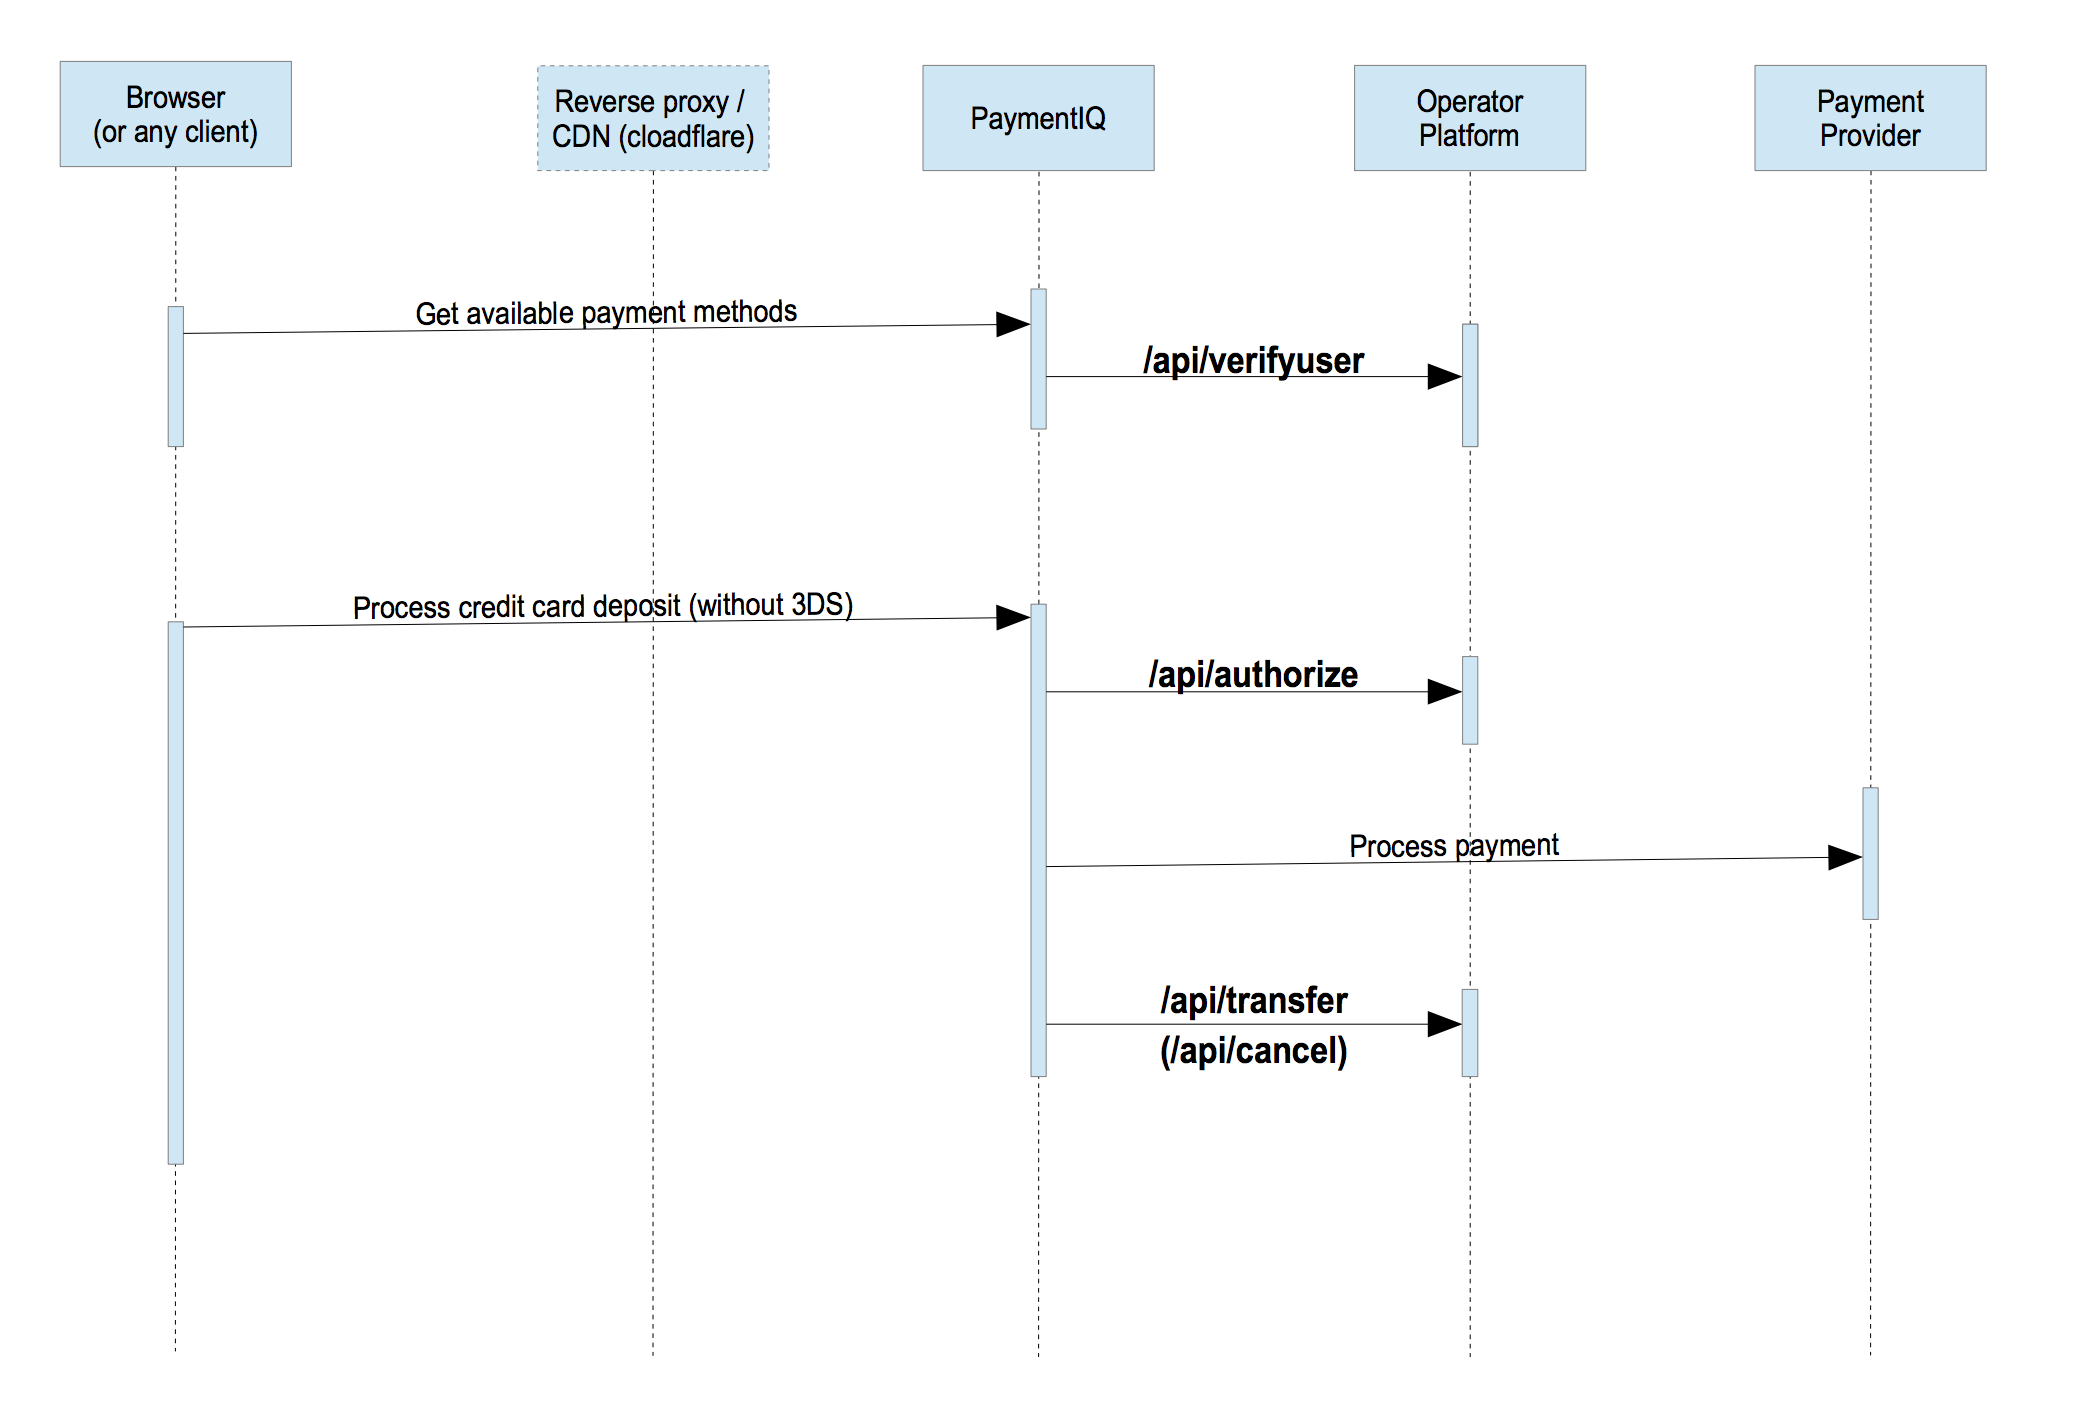 Browser
(or any client)
Reverse proxy /
CDN (cloadflare)
PaymentIQ
Operator
Platform
Payment
Provider
Get available payment methods
/api/verifyuser
Process credit card deposit (without 3DS)
/api/authorize
Process payment
/api/transfer
(/api/cancel)